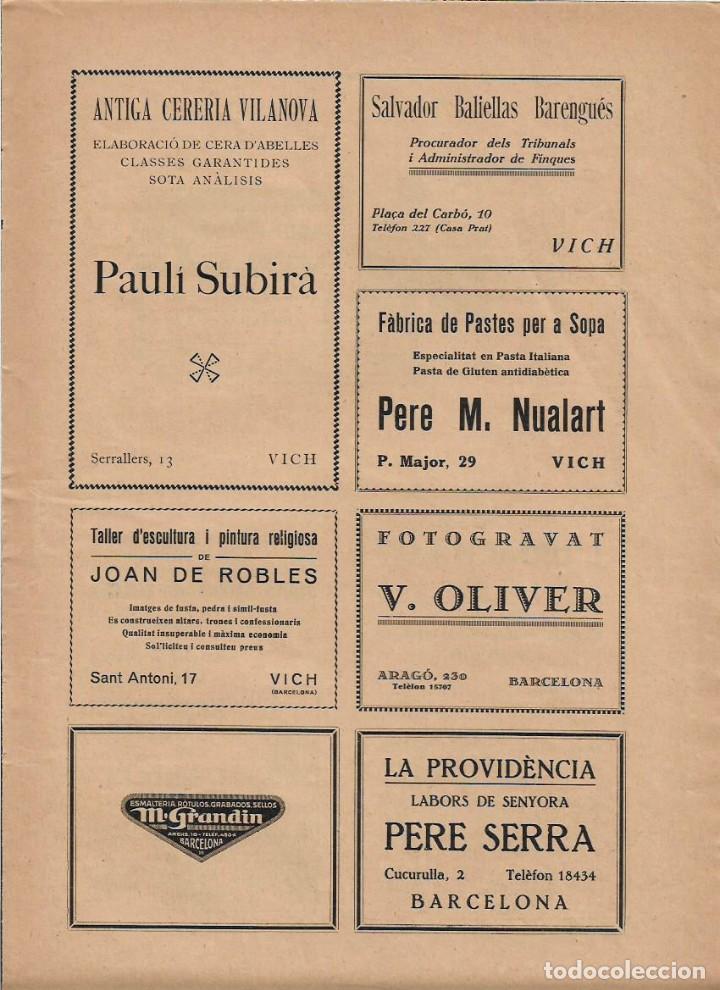 ANTIGA CERERIA VILANOVA
ELABORACIÓ DE CERA D'ABELLES
CLASSES GARANTIDES
SOTA ANÀLISIS
Paulí Subirà
Serrallers, 13 VICH
Salvador Baliellas Barengués
Procurador dels Tribunals
i Administrador de Finques
Plaça del Carbó, 10
Telèfon 227 (Casa Prat)
VICH
Fàbrica de Pastes per a Sopa
Especialitat en Pasta Italiana
Pasta de Gluten antidiabètica
Pere M. Nualart
P. Major, 29 VICH
Taller d'escultura i pintura religiosa
DE
JOAN DE ROBLES
Imatges de fusta, pedra i símil-fusta
Es construeixen altars, trones i confessionaris
Qualitat insuperable i màxima economia
Sol'liciteu i consulteu preus
Sant Antoni, 17 VICH
(BARCELONA)
FOTOGRAVAT
V. OLIVER
ARAGÓ, 230
Telèfon 15707
BARCELONA
ESMALTERIA RÓTULOS, GRABADOS, SELLOS
M. Grandin
BARCELONA
LA PROVIDÈNCIA
LABORS DE SENYORA
PERE SERRA
Cucurulla, 2 Telèfon 18434
BARCELONA
todocoleccion